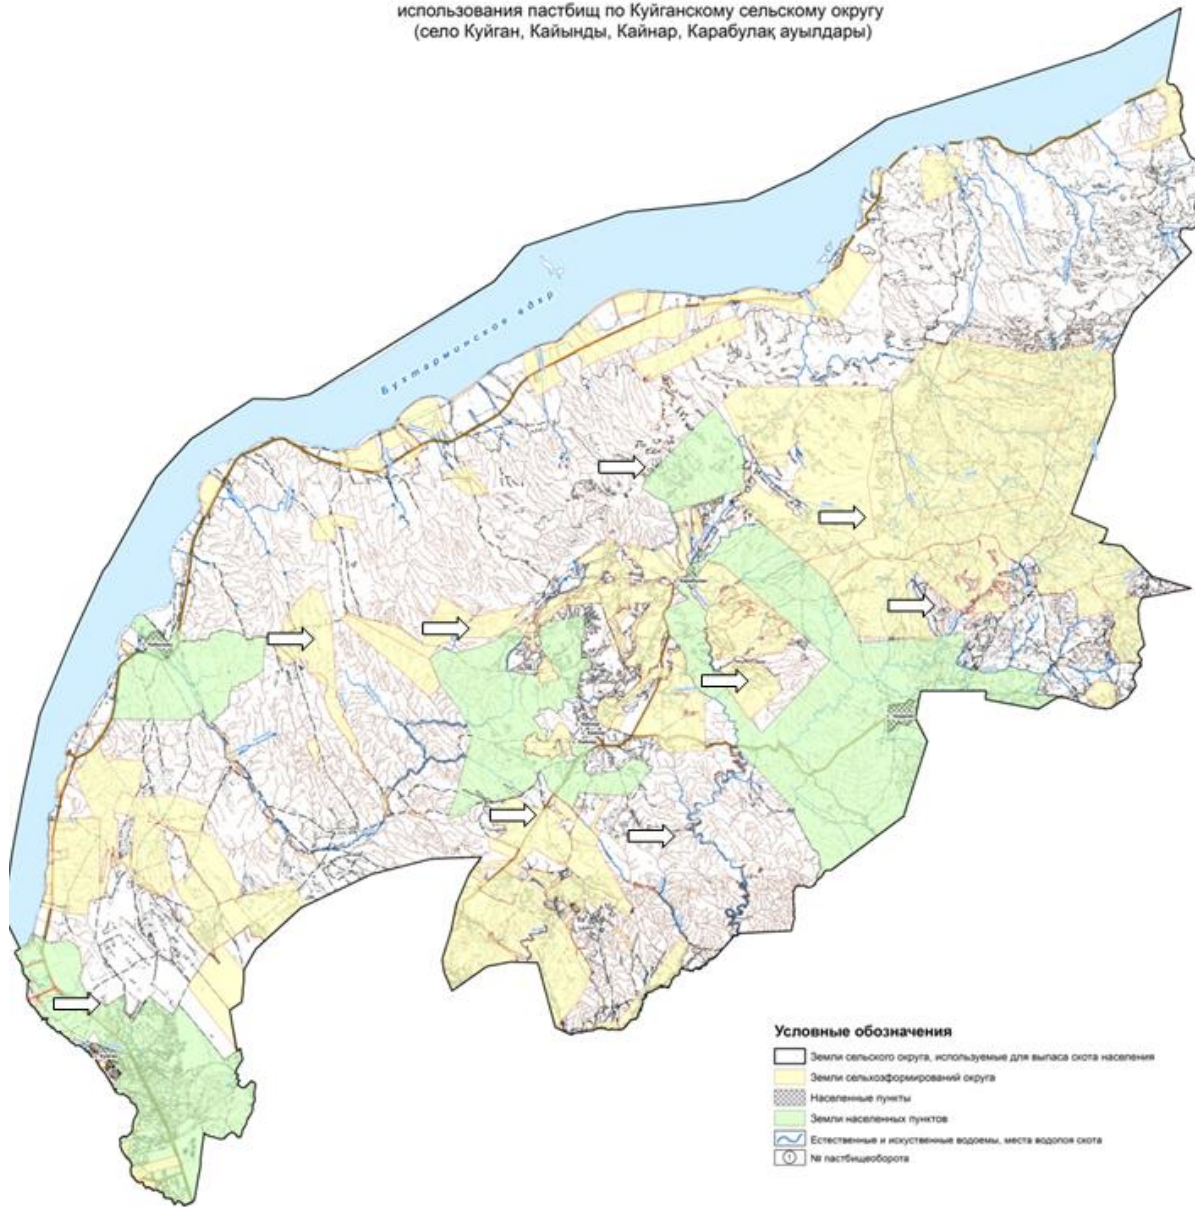 использования пастбищ по Куйганскому сельскому округу
(село Куйган, Кайынды, Кайнар, Карабулақ ауылдары)
Бухтарминское вдхр
Условные обозначения
Земли сельского округа, используемые для выпаса скота населения
Земли сельхозформирований округа
Населенные пункты
Земли населенных пунктов
Естественные и искуственные водоемы, места водопоя скота
1
№ пастбищеоборота